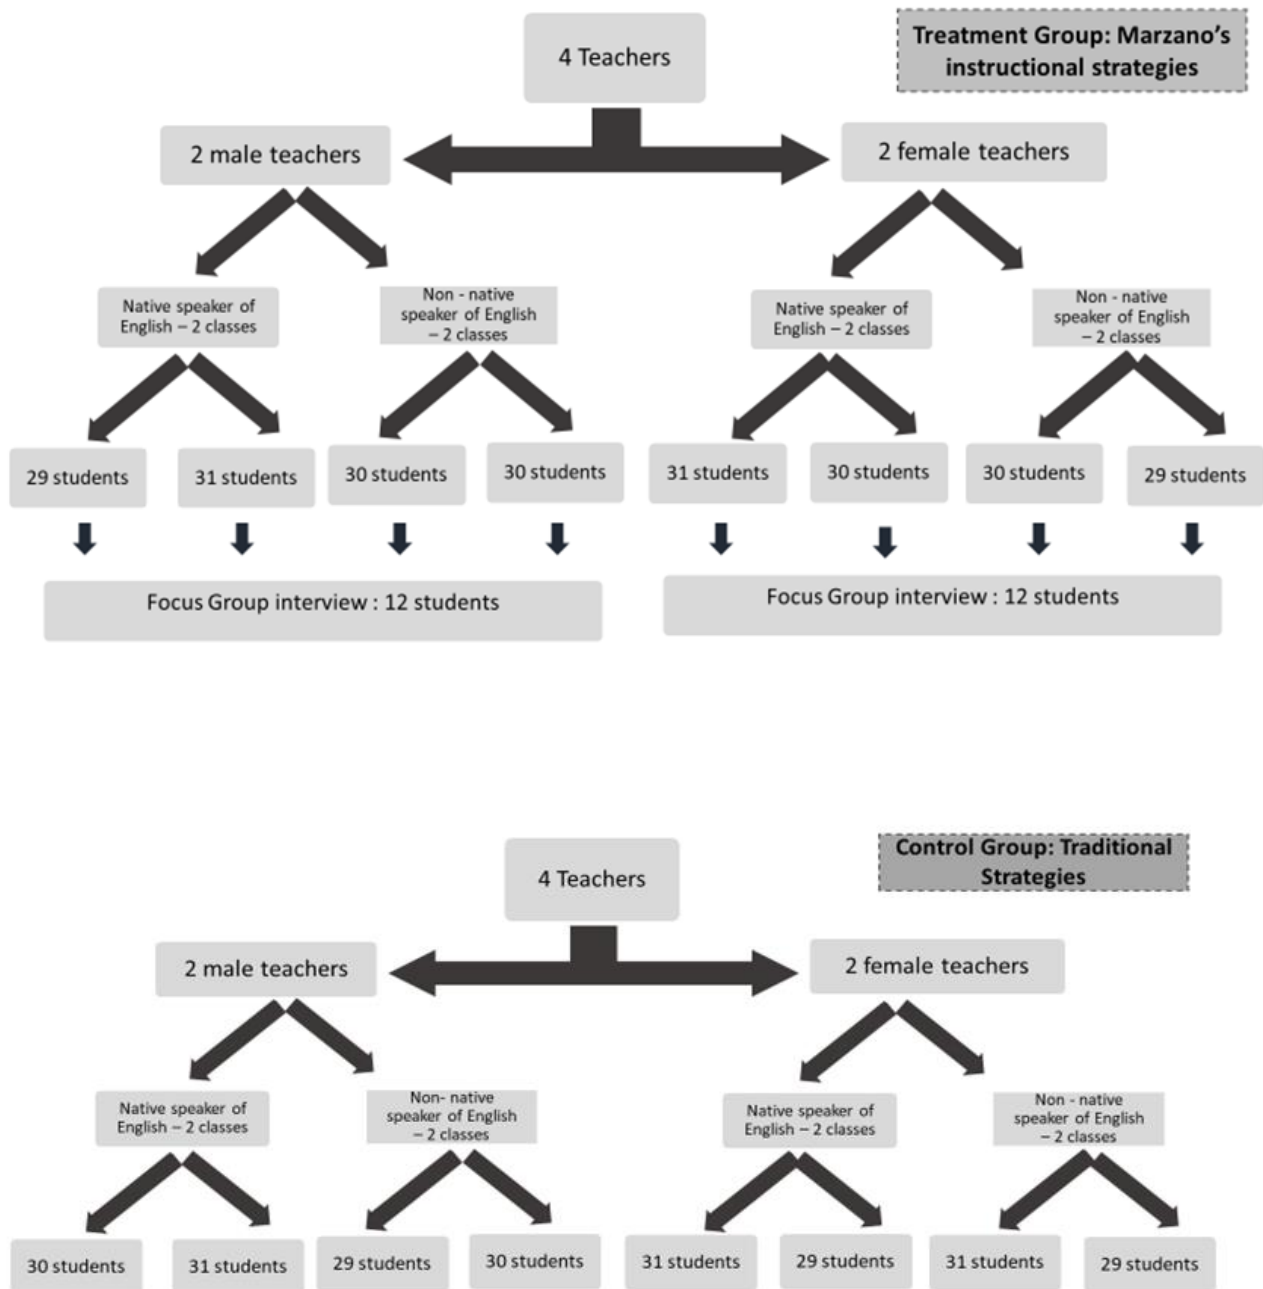 4 Teachers
Treatment Group: Marzano’s
instructional strategies
2 male teachers
2 female teachers
Native speaker of
English – 2 classes
Non - native
speaker of English
– 2 classes
Native speaker of
English – 2 classes
Non - native
speaker of English
– 2 classes
29 students
31 students
30 students
30 students
31 students
30 students
30 students
29 students
Focus Group interview : 12 students
Focus Group interview : 12 students
4 Teachers
Control Group: Traditional
Strategies
2 male teachers
2 female teachers
Native speaker of
English – 2 classes
Non- native
speaker of English
– 2 classes
Native speaker of
English – 2 classes
Non - native
speaker of English
– 2 classes
30 students
31 students
29 students
30 students
31 students
29 students
31 students
29 students